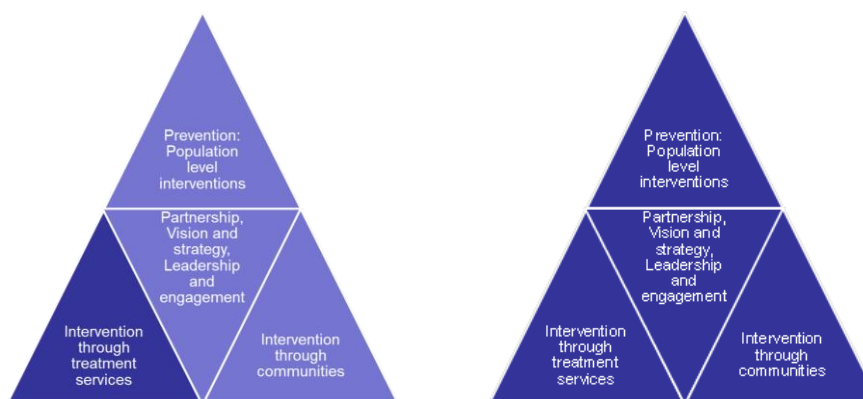 Prevention:
Population
level
interventions
Partnership,
Vision and
strategy,
Leadership
and
engagement
Intervention
through
treatment
services
Intervention
through
communities
Prevention:
Population
level
interventions
Partnership,
Vision and
strategy,
Leadership
and
engagement
Intervention
through
treatment
services
Intervention
through
communities